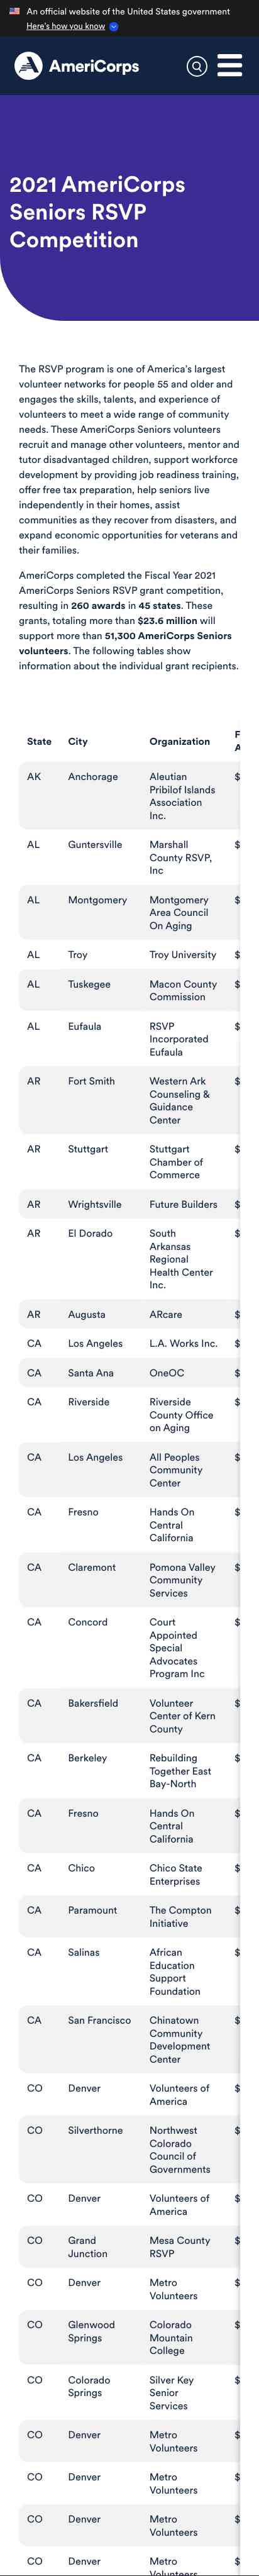 An official website of the United States government
Here's how you know
AmeriCorps
2021 AmeriCorps
Seniors RSVP
Competition
The RSVP program is one of America's largest
volunteer networks for people 55 and older and
engages the skills, talents, and experience of
volunteers to meet a wide range of community
needs. These AmeriCorps Seniors volunteers
recruit and manage other volunteers, mentor and
tutor disadvantaged children, support workforce
development by providing job readiness training,
offer free tax preparation, help seniors live
independently in their homes, assist
communities as they recover from disasters, and
expand economic opportunities for veterans and
their families.
AmeriCorps completed the Fiscal Year 2021
AmeriCorps Seniors RSVP grant competition,
resulting in 260 awards in 45 states. These
grants, totaling more than $23.6 million will
support more than 51,300 AmeriCorps Seniors
volunteers. The following tables show
information about the individual grant recipients.
F
State City Organization
A
AK Anchorage Aleutian $
Pribilof Islands
Association
Inc.
AL Guntersville Marshall $
County RSVP,
Inc
AL Montgomery Montgomery $
Area Council
On Aging
AL Troy Troy University $
AL Tuskegee Macon County $
Commission
AL Eufaula RSVP $
Incorporated
Eufaula
AR Fort Smith Western Ark $
Counseling &
Guidance
Center
AR Stuttgart Stuttgart $
Chamber of
Commerce
AR Wrightsville Future Builders $
AR El Dorado South $
Arkansas
Regional
Health Center
Inc.
AR Augusta ARcare $
CA Los Angeles L.A. Works Inc. $
CA Santa Ana OneOC $
CA Riverside Riverside $
County Office
on Aging
CA Los Angeles All Peoples $
Community
Center
CA Fresno Hands On $
Central
California
CA Claremont Pomona Valley $
Community
Services
CA Concord Court $
Appointed
Special
Advocates
Program Inc
CA Bakersfield Volunteer $
Center of Kern
County
CA Berkeley Rebuilding $
Together East
Bay-North
CA Fresno Hands On $
Central
California
CA Chico Chico State $
Enterprises
CA Paramount The Compton $
Initiative
CA Salinas African $
Education
Support
Foundation
CA San Francisco Chinatown $
Community
Development
Center
CO Denver Volunteers of $
America
CO Silverthorne Northwest $
Colorado
Council of
Governments
CO Denver Volunteers of $
America
CO Grand Mesa County $
Junction RSVP
CO Denver Metro $
Volunteers
CO Glenwood Colorado $
Springs Mountain
College
CO Colorado Silver Key $
Springs Senior
Services
CO Denver Metro $
Volunteers
CO Denver Metro $
Volunteers
CO Denver Metro $
Volunteers
CO Denver Metro $
Volunteers